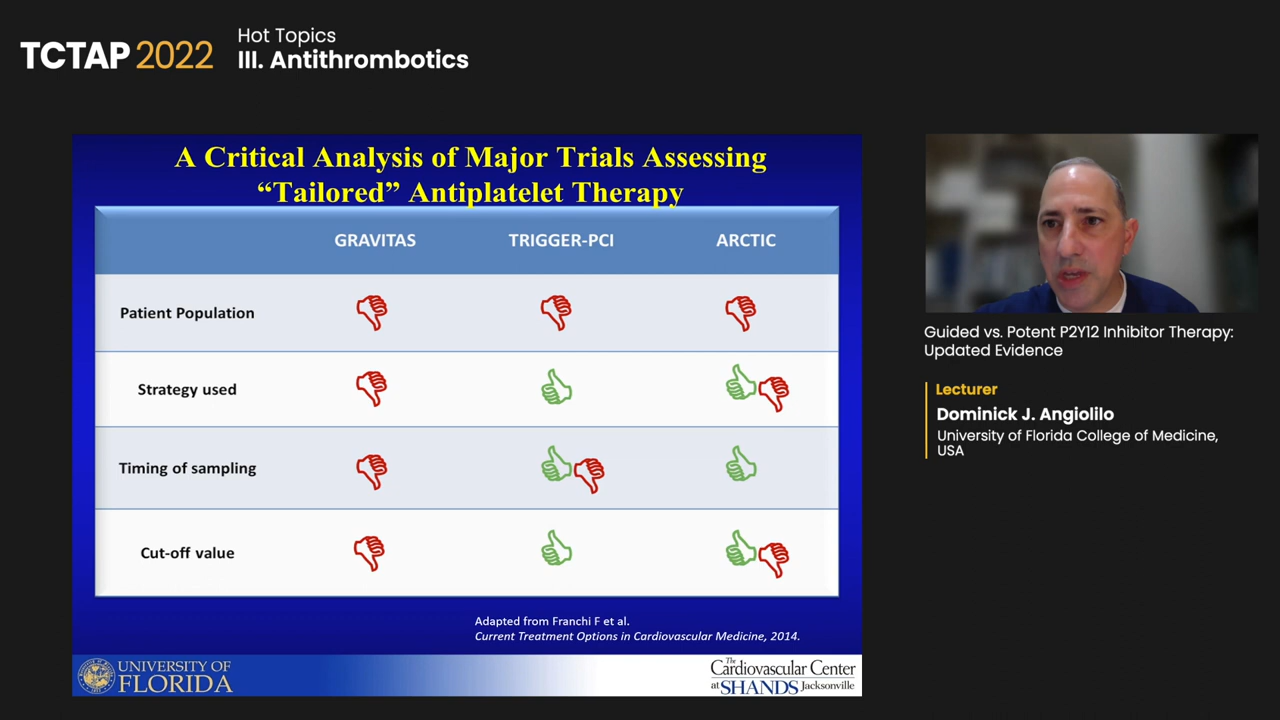 TCTAP 2022
Hot Topics
III. Antithrombotics
A Critical Analysis of Major Trials Assessing
“Tailored” Antiplatelet Therapy
GRAVITAS TRIGGER-PCI ARCTIC
Patient Population
Strategy used
Timing of sampling
Cut-off value
Adapted from Franchi F et al.
Current Treatment Options in Cardiovascular Medicine, 2014.
UNIVERSITY OF
FLORIDA
The
Cardiovascular Center
at SHANDS Jacksonville
Guided vs. Potent P2Y12 Inhibitor Therapy:
Updated Evidence
Lecturer
Dominick J. Angiolilo
University of Florida College of Medicine,
USA